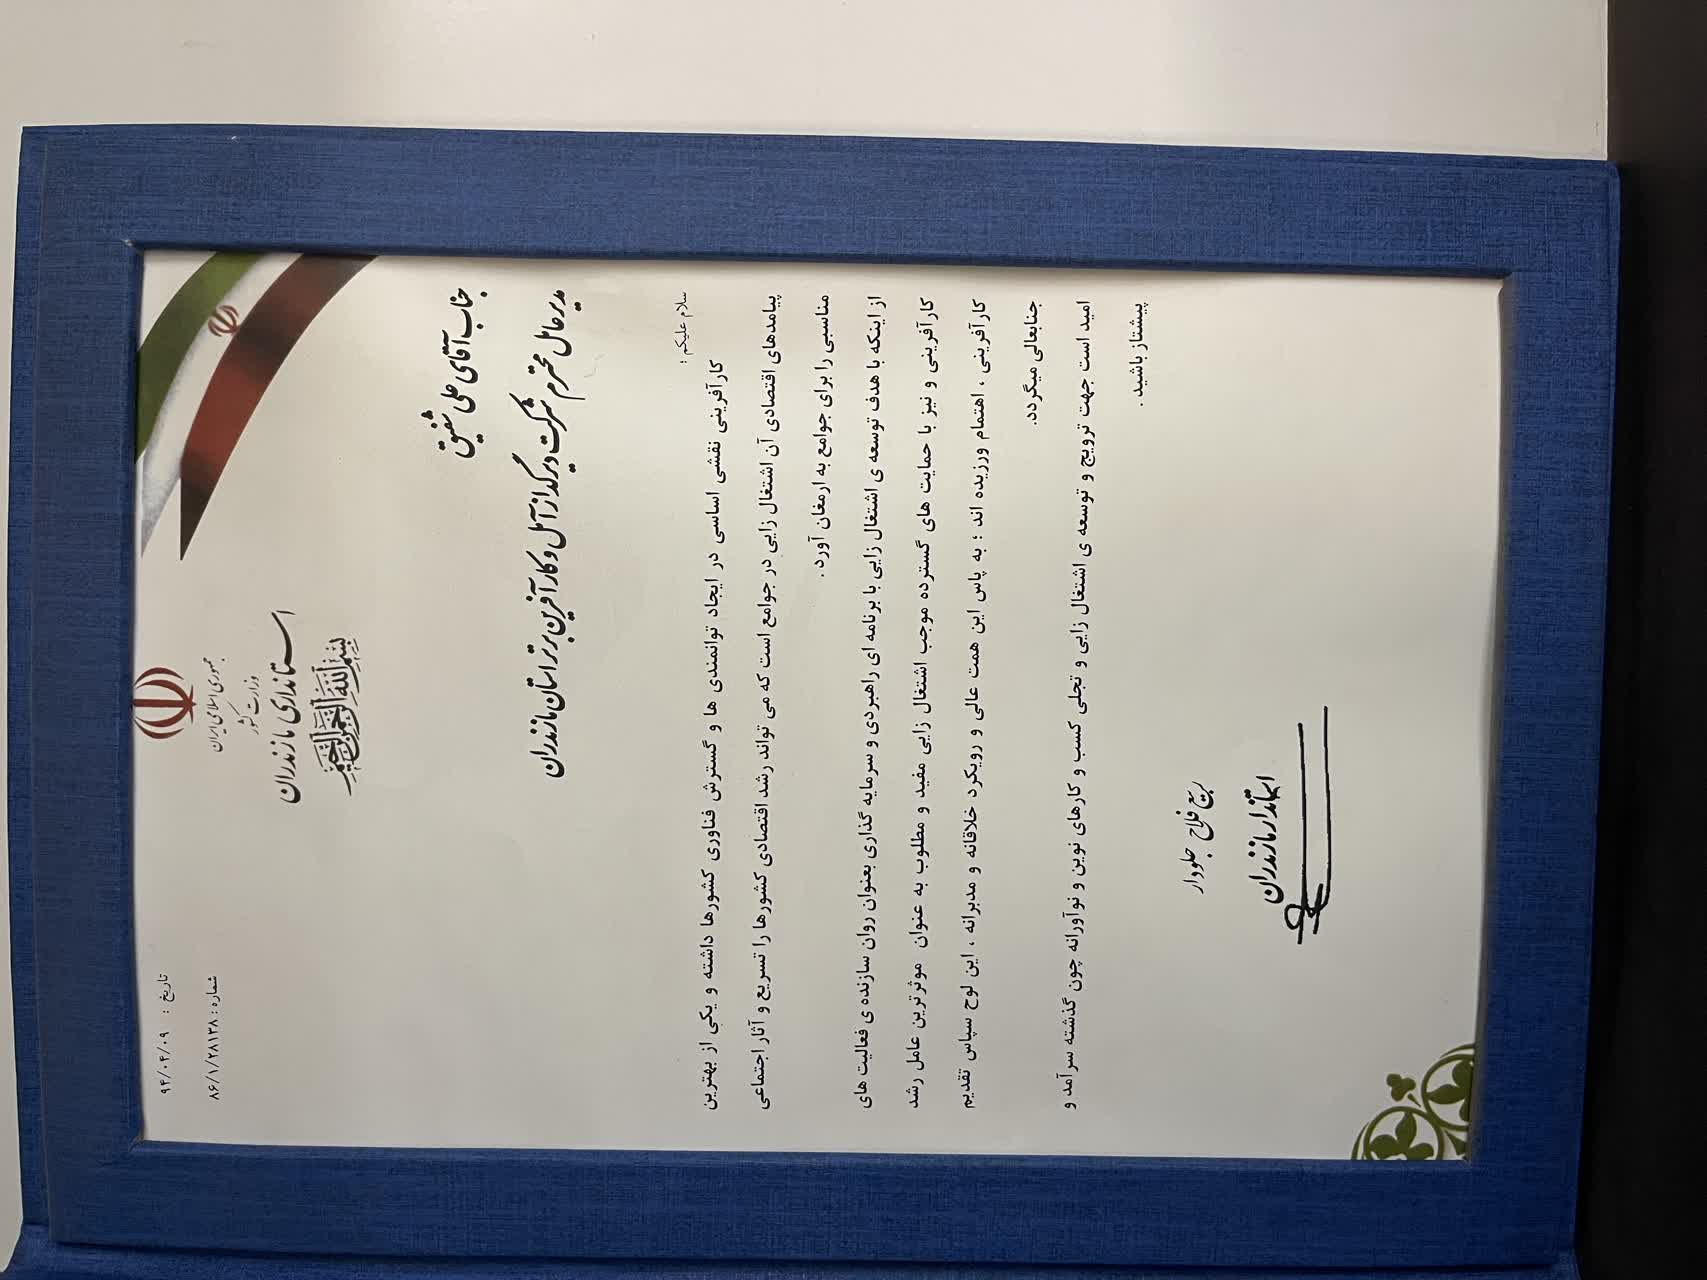 جمهوری اسلامی ایران
وزارت کشور
استانداری مازندران
بسم الله الرحمن الرحیم
تاریخ : ۹۴/۰۴/۰۹
شماره : ۸۶/۱/۲۸۱۳۸
جناب آقای علی شفیق
مدیر عامل محترم شرکت ویرگداز آمل و کارآفرین برتر استان مازندران
سلام علیکم ؛
کارآفرینی نقشی اساسی در ایجاد توانمندی ها و گسترش فناوری کشورها داشته و یکی از بهترین
پیامدهای اقتصادی آن اشتغال زایی در جوامع است که می تواند رشد اقتصادی کشورها را تسریع و آثار اجتماعی
مناسبی را برای جوامع به ارمغان آورد .
از اینکه با هدف توسعه ی اشتغال زایی با برنامه ای راهبردی و سرمایه گذاری بعنوان روان سازنده ی فعالیت های
کارآفرینی و نیز با حمایت های گسترده موجب اشتغال زایی مفید و مطلوب به عنوان موثرترین عامل رشد
کارآفرینی ، اهتمام ورزیده اند ؛ به پاس این همت عالی و رویکرد خلاقانه و مدبرانه ، این لوح سپاس تقدیم
جنابعالی میگردد.
امید است جهت ترویج و توسعه ی اشتغال زایی و تجلی کسب و کارهای نوین و نوآورانه چون گذشته سرآمد و
پیشتاز باشید .
ربیع فلاح جلودار
استاندار مازندران